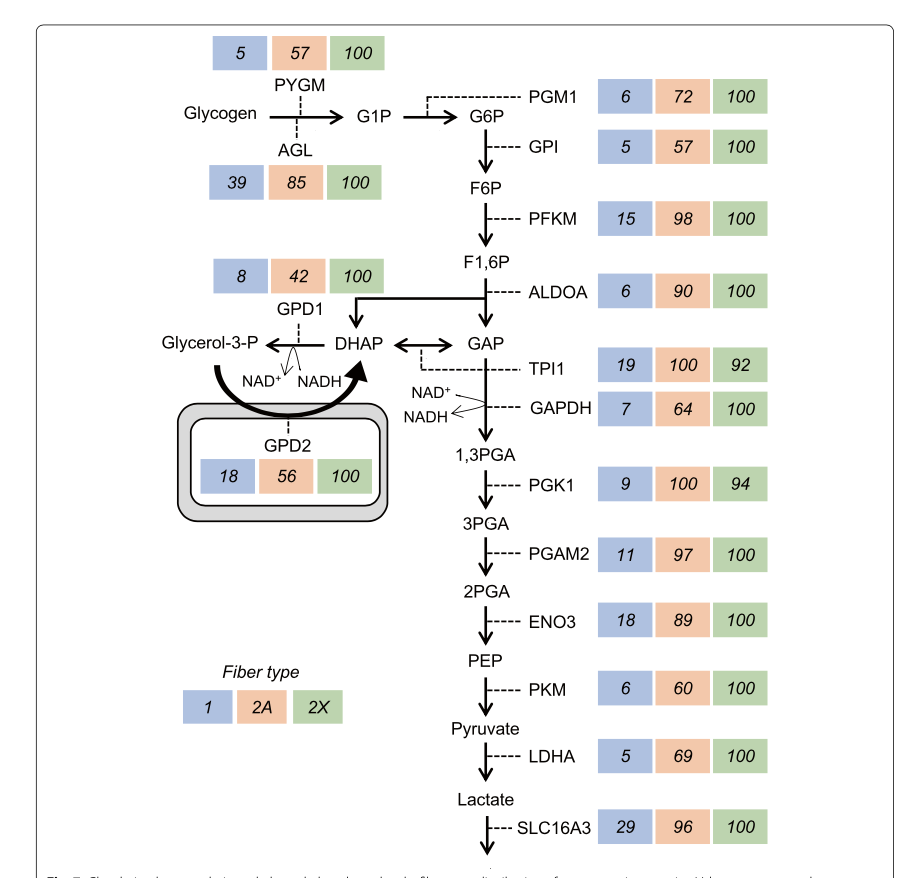 5 57 100
PYGM
Glycogen G1P G6P
AGL
39 85 100
PGM1 6 72 100
GPI 5 57 100
F6P
PFKM 15 98 100
F1,6P
ALDOA 6 90 100
8 42 100
GPD1
Glycerol-3-P DHAP GAP
NAD+ NADH
TPI1 19 100 92
NAD+
NADH
GAPDH 7 64 100
GPD2
18 56 100
1,3PGA
PGK1 9 100 94
3PGA
PGAM2 11 97 100
2PGA
ENO3 18 89 100
PEP
PKM 6 60 100
Pyruvate
LDHA 5 69 100
Lactate
SLC16A3 29 96 100
Fiber type
1 2A 2X